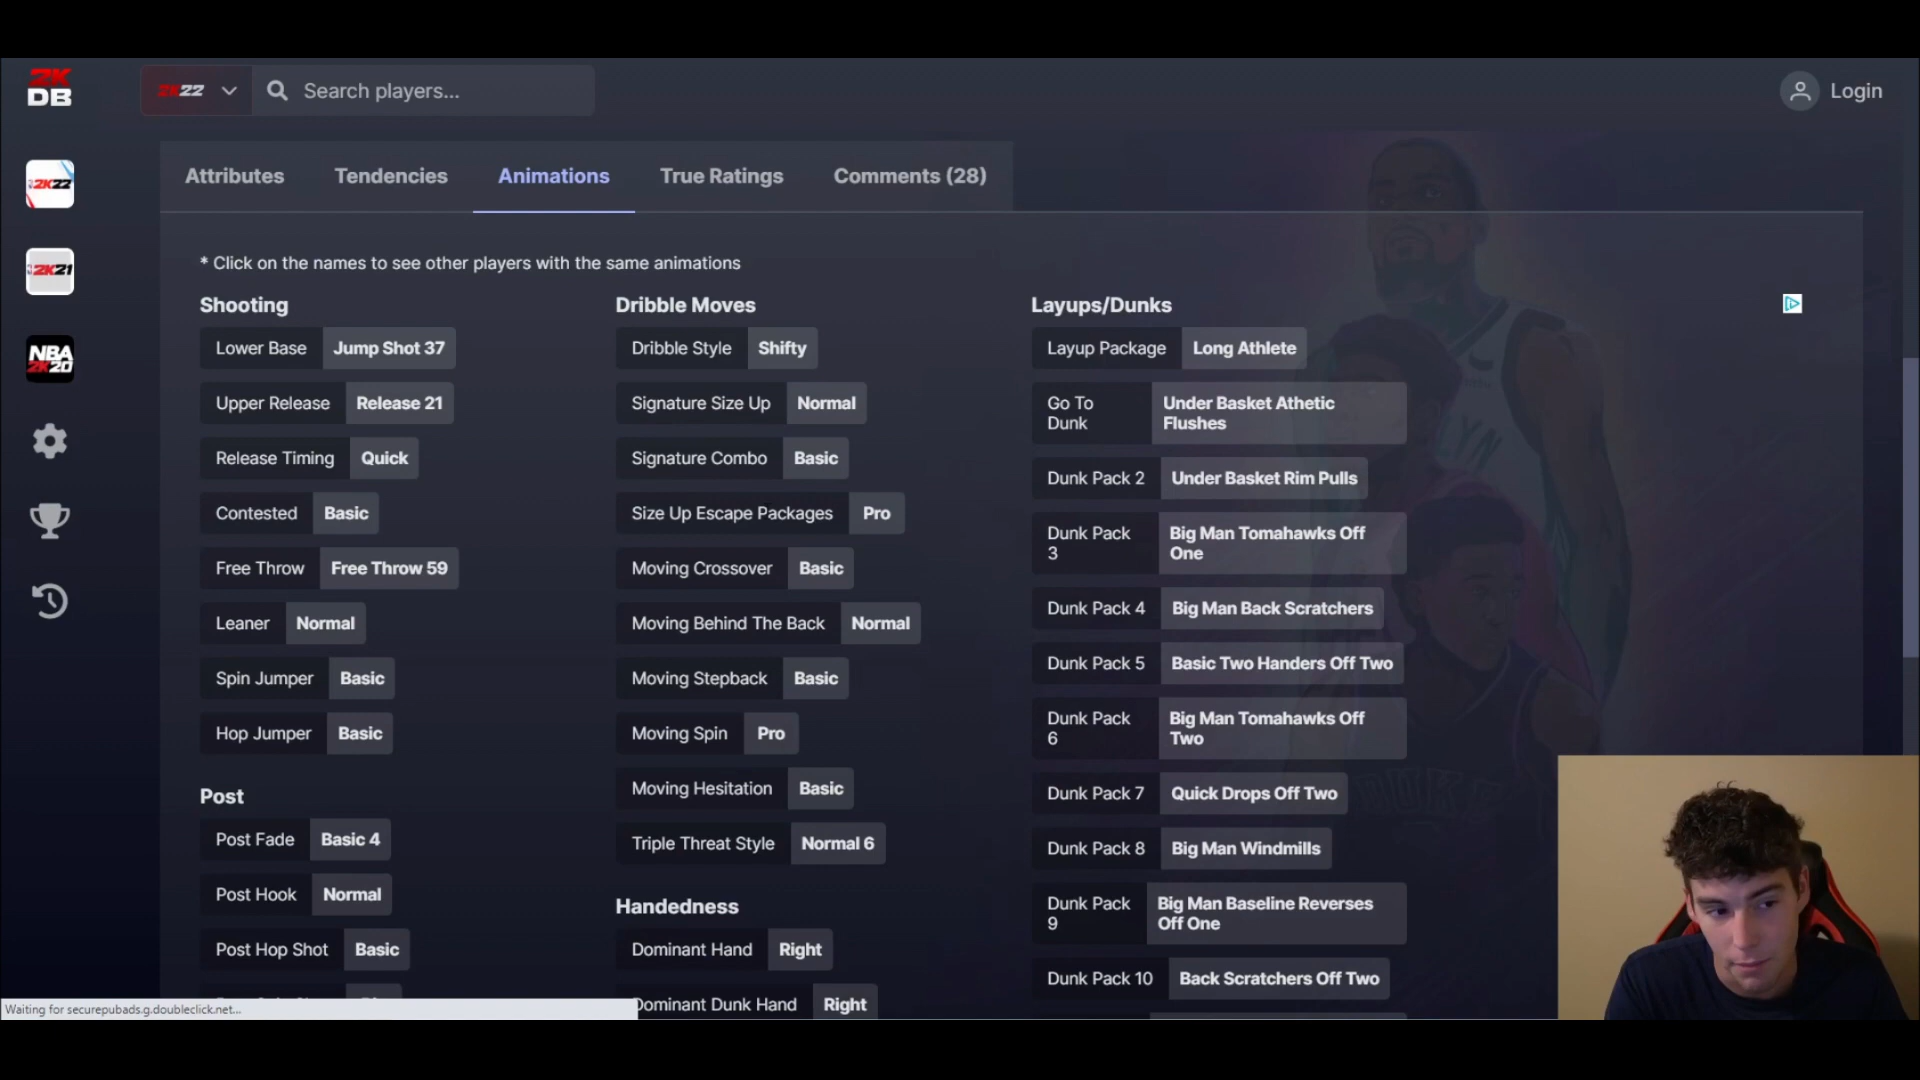 2K
DB
2K22
Search players...
Login
2K22
2K21
NBA
2K20
Attributes
Tendencies
Animations
True Ratings
Comments (28)
* Click on the names to see other players with the same animations
Shooting
Lower Base Jump Shot 37
Upper Release Release 21
Release Timing Quick
Contested Basic
Free Throw Free Throw 59
Leaner Normal
Spin Jumper Basic
Hop Jumper Basic
Post
Post Fade Basic 4
Post Hook Normal
Post Hop Shot Basic
Dribble Moves
Dribble Style Shifty
Signature Size Up Normal
Signature Combo Basic
Size Up Escape Packages Pro
Moving Crossover Basic
Moving Behind The Back Normal
Moving Stepback Basic
Moving Spin Pro
Moving Hesitation Basic
Triple Threat Style Normal 6
Handedness
Dominant Hand Right
Dominant Dunk Hand Right
Layups/Dunks
Layup Package Long Athlete
Go To
Dunk
Under Basket Athetic
Flushes
Dunk Pack 2 Under Basket Rim Pulls
Dunk Pack
3
Big Man Tomahawks Off
One
Dunk Pack 4 Big Man Back Scratchers
Dunk Pack 5 Basic Two Handers Off Two
Dunk Pack
6
Big Man Tomahawks Off
Two
Dunk Pack 7 Quick Drops Off Two
Dunk Pack 8 Big Man Windmills
Dunk Pack
9
Big Man Baseline Reverses
Off One
Dunk Pack 10 Back Scratchers Off Two
Waiting for securepubads.g.doubleclick.net...